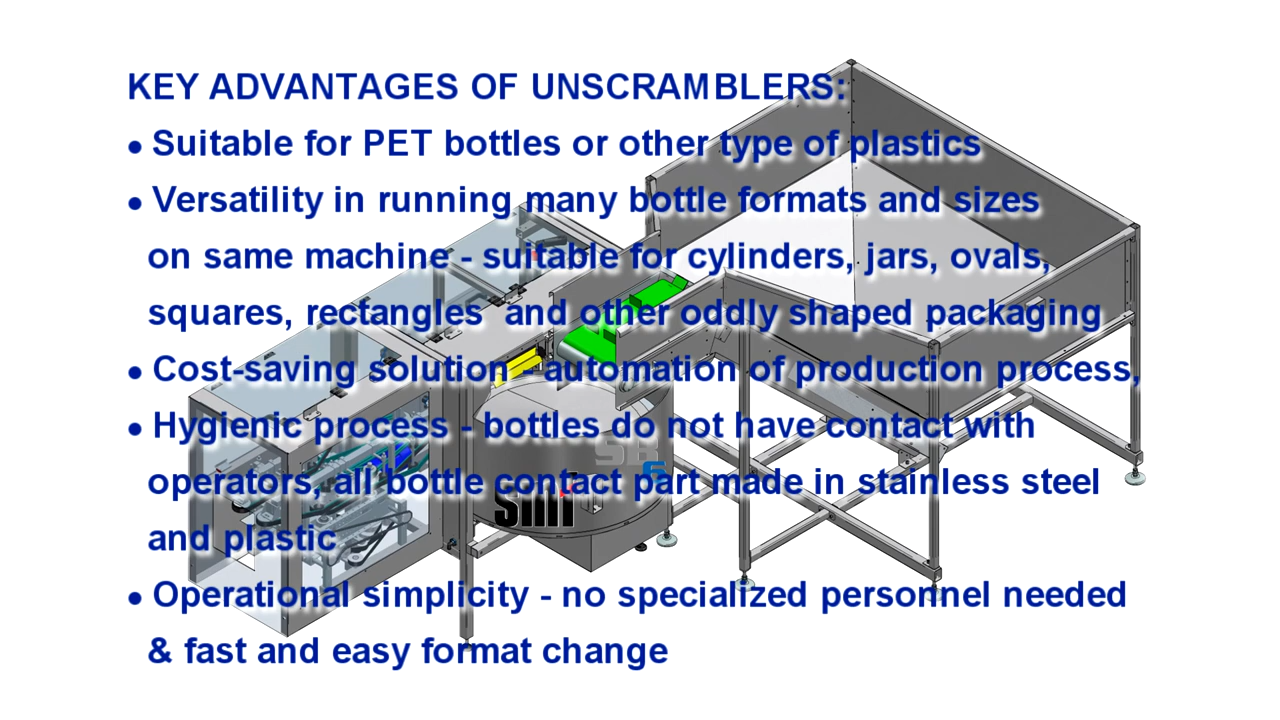 KEY ADVANTAGES OF UNSCRAMBLERS:
• Suitable for PET bottles or other type of plastics
• Versatility in running many bottle formats and sizes
on same machine - suitable for cylinders, jars, ovals,
squares, rectangles and other oddly shaped packaging
• Cost-saving solution - automation of production process,
• Hygienic process - bottles do not have contact with
operators, all bottle contact part made in stainless steel
and plastic
• Operational simplicity - no specialized personnel needed
& fast and easy format change